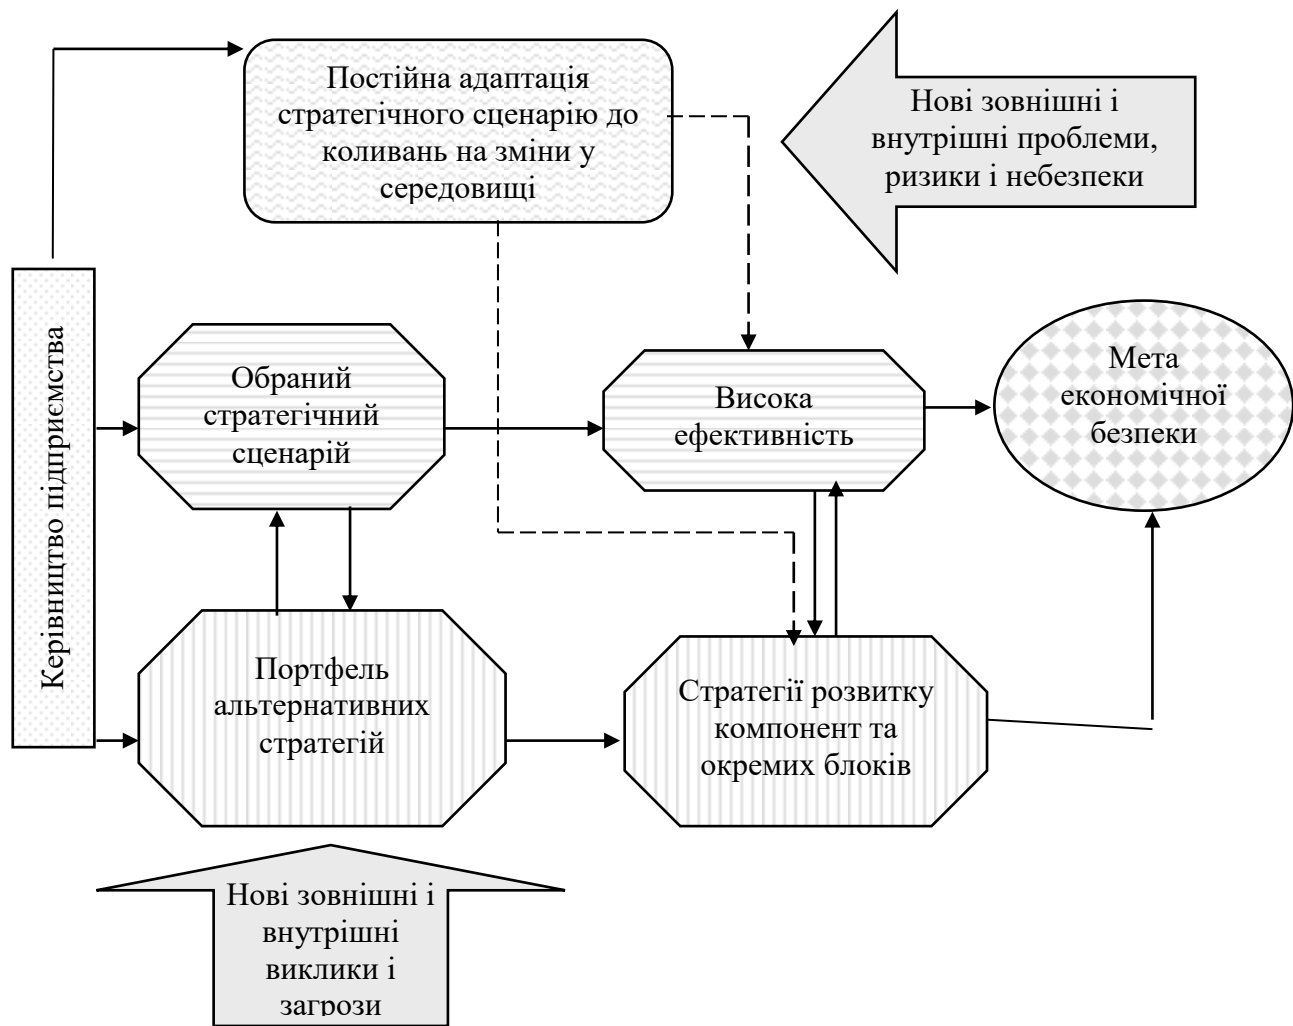 Постійна адаптація
стратегічного сценарію до
коливань на зміни у
середовищі
Нові зовнішні і
внутрішні проблеми,
ризики і небезпеки
Керівництво підприємства
Обраний
стратегічний
сценарій
Висока
ефективність
Мета
економічної
безпеки
Портфель
альтернативних
стратегій
Стратегії розвитку
компонент та
окремих блоків
Нові зовнішні і
внутрішні
виклики і
загрози